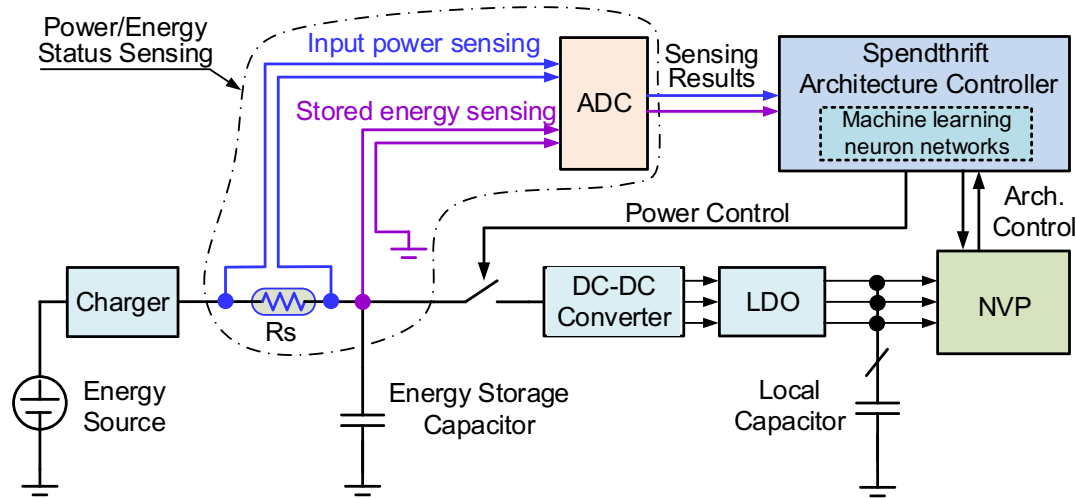 Power/Energy
Status Sensing
Input power sensing
Stored energy sensing
ADC
Sensing
Results
Spendthrift
Architecture Controller
Machine learning
neuron networks
Power Control
Arch.
Control
Charger
Rs
DC-DC
Converter
LDO
NVP
Energy
Source
Energy Storage
Capacitor
Local
Capacitor